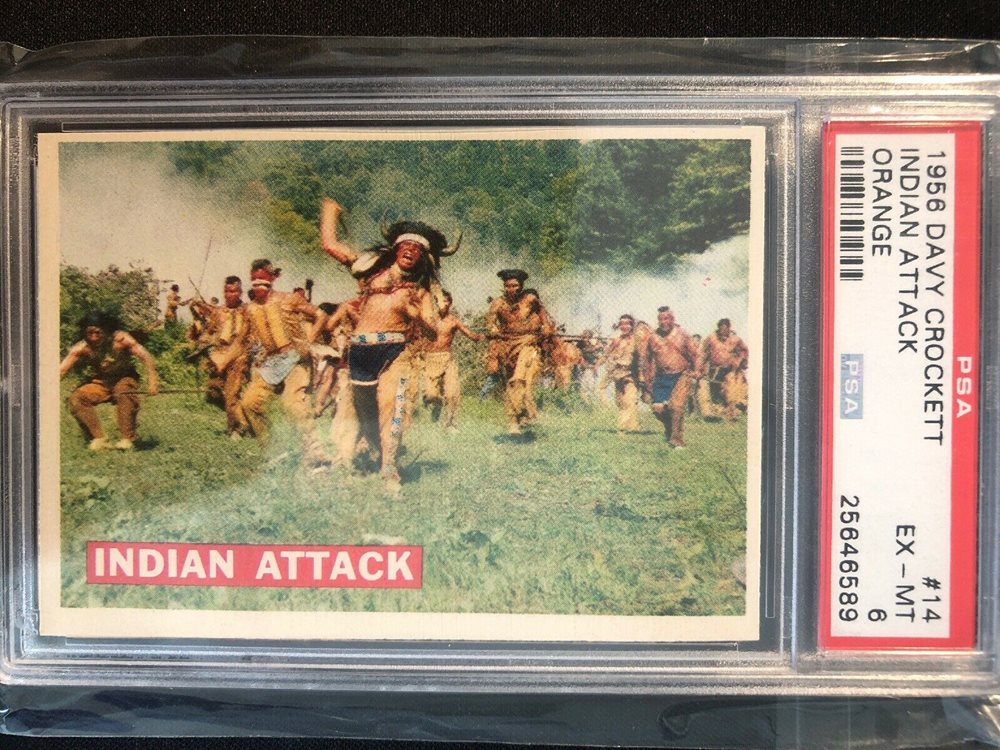 INDIAN ATTACK
PSA
1956 DAVY CROCKETT #14
INDIAN ATTACK EX-MT
ORANGE 6
PSA 25646589